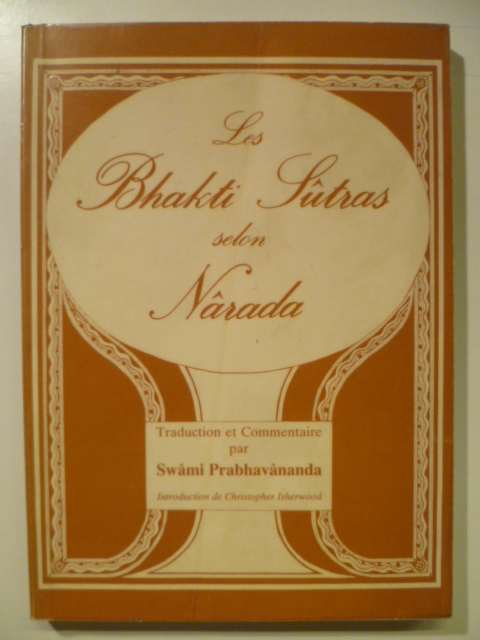 Les
Bhakti Sûtras
selon
Nârada
Traduction et Commentaire
par
Swâmi Prabhavânanda
Introduction de Christopher Isherwood